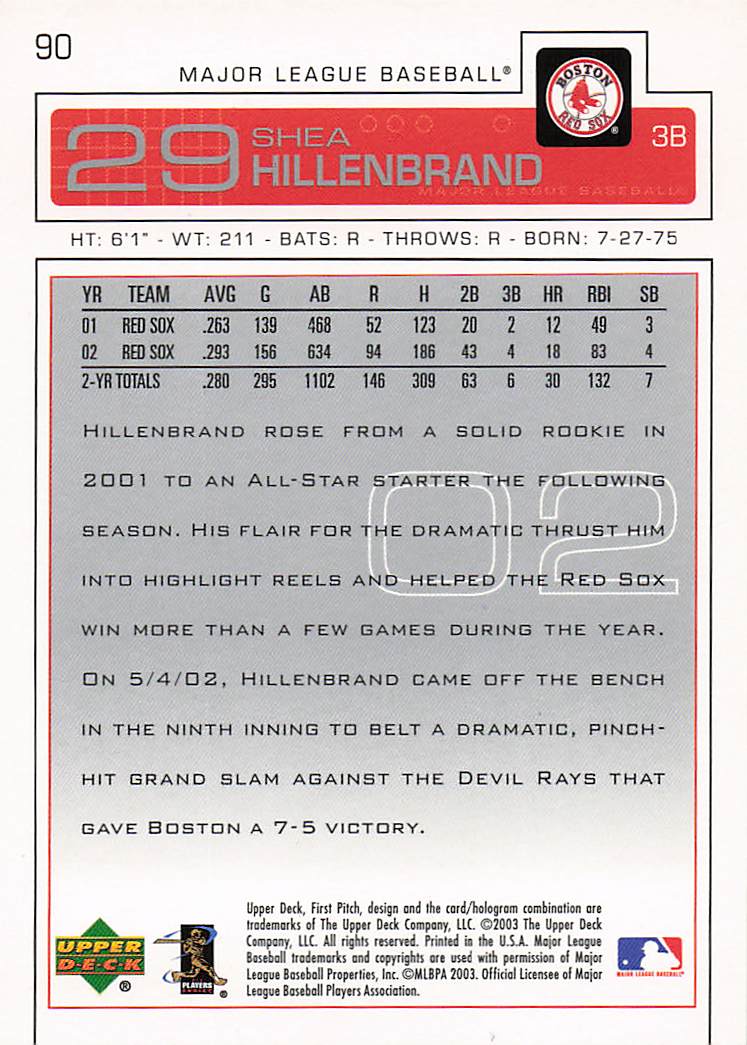 90
MAJOR LEAGUE BASEBALL®
BOSTON
RED SOX
®
29
SHEA
HILLENBRAND
3B
MAJOR LEAGUE BASEBALL®
HT: 6'1" - WT: 211 - BATS: R - THROWS: R - BORN: 7-27-75
YR TEAM AVG G AB R H 2B 3B HR RBI SB
01 RED SOX .263 139 468 52 123 20 2 12 49 3
02 RED SOX .293 156 634 94 186 43 4 18 83 4
2-YR TOTALS .280 295 1102 146 309 63 6 30 132 7
02
HILLENBRAND ROSE FROM A SOLID ROOKIE IN
2001 TO AN ALL-STAR STARTER THE FOLLOWING
SEASON. HIS FLAIR FOR THE DRAMATIC THRUST HIM
INTO HIGHLIGHT REELS AND HELPED THE RED SOX
WIN MORE THAN A FEW GAMES DURING THE YEAR.
ON 5/4/02, HILLENBRAND CAME OFF THE BENCH
IN THE NINTH INNING TO BELT A DRAMATIC, PINCH-
HIT GRAND SLAM AGAINST THE DEVIL RAYS THAT
GAVE BOSTON A 7-5 VICTORY.
UPPER
D·E·C·K
®
PLAYERS
CHOICE
®
Upper Deck, First Pitch, design and the card/hologram combination are
trademarks of The Upper Deck Company, LLC. ©2003 The Upper Deck
Company, LLC. All rights reserved. Printed in the U.S.A. Major League
Baseball trademarks and copyrights are used with permission of Major
League Baseball Properties, Inc. ©MLBPA 2003. Official Licensee of Major
League Baseball Players Association.
MAJOR LEAGUE BASEBALL®